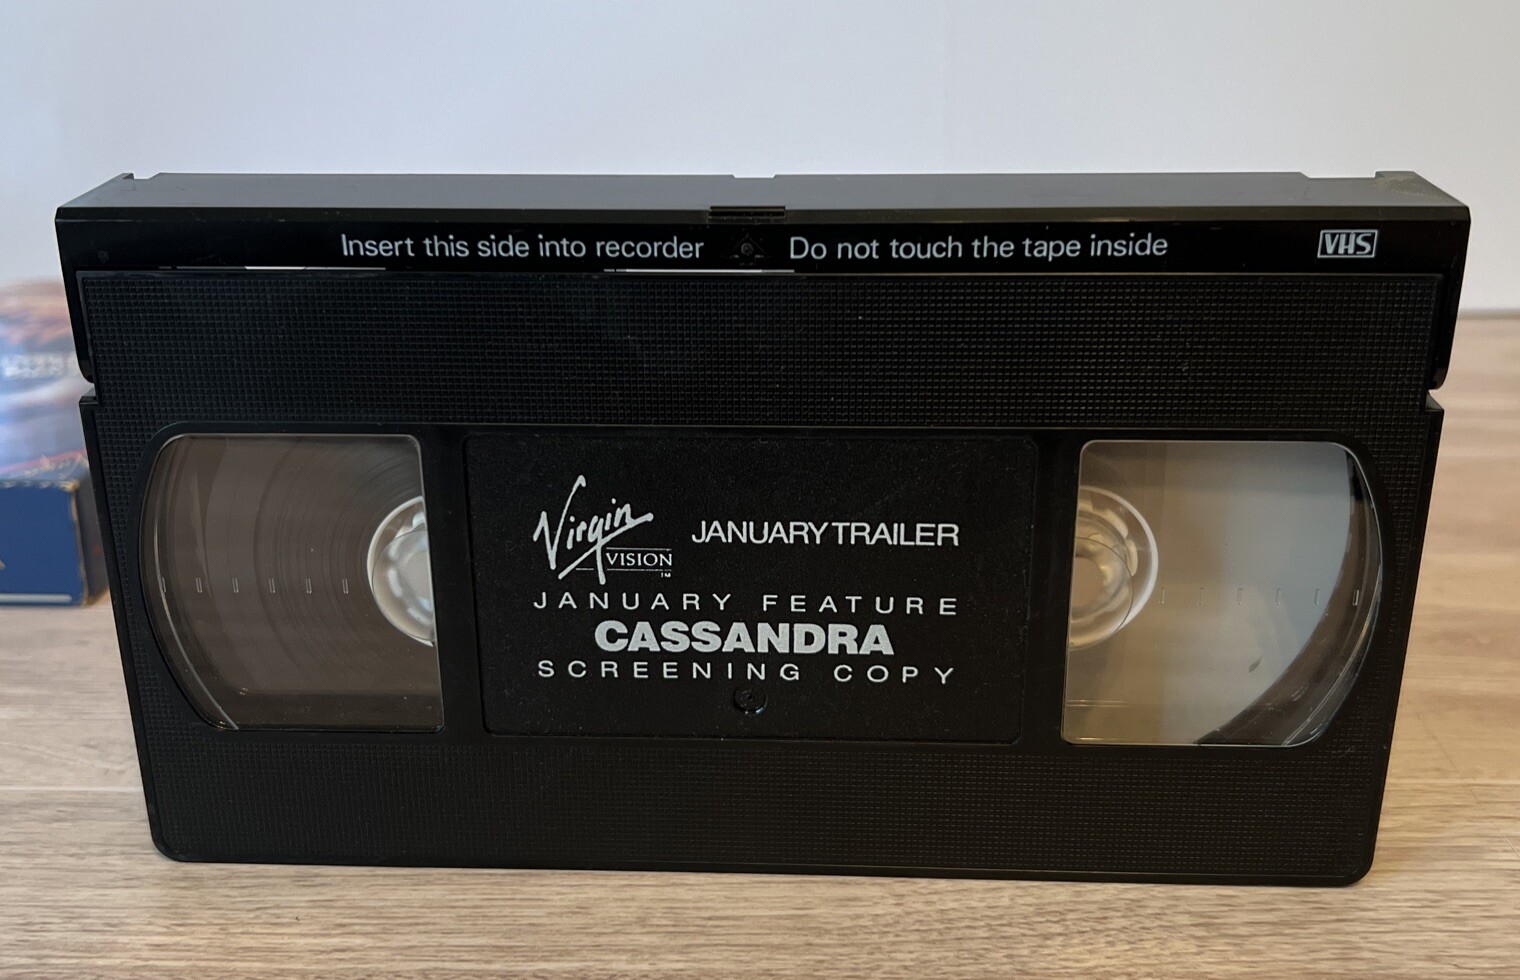 Insert this side into recorder Do not touch the tape inside VHS
Virgin JANUARY TRAILER
VISION
™
JANUARY FEATURE
CASSANDRA
SCREENING COPY